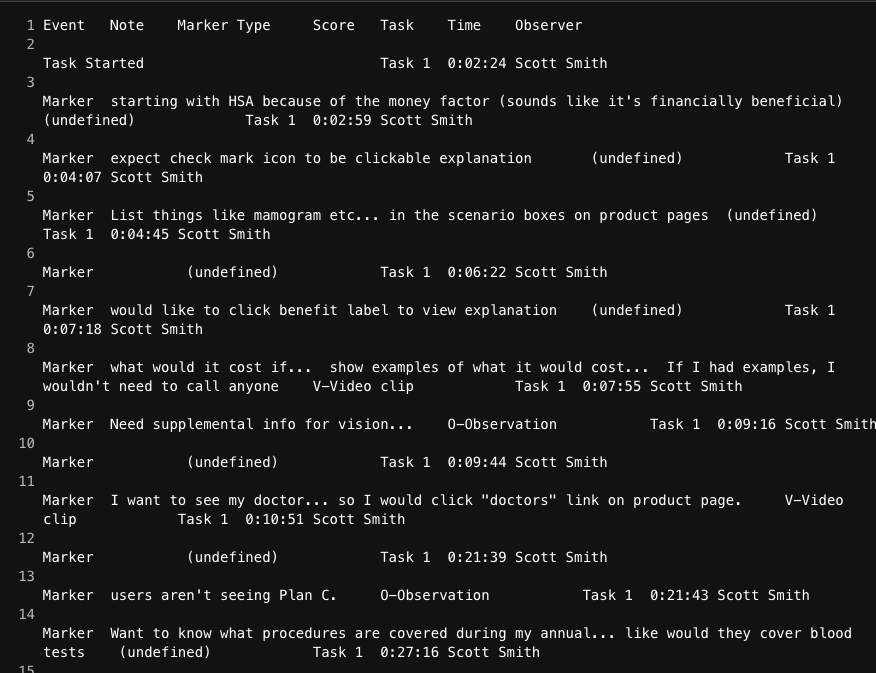 1 Event Note Marker Type Score Task Time Observer
2
Task Started Task 1 0:02:24 Scott Smith
3
Marker starting with HSA because of the money factor (sounds like it's financially beneficial)
(undefined) Task 1 0:02:59 Scott Smith
4
Marker expect check mark icon to be clickable explanation (undefined) Task 1
0:04:07 Scott Smith
5
Marker List things like mamogram etc... in the scenario boxes on product pages (undefined)
Task 1 0:04:45 Scott Smith
6
Marker (undefined) Task 1 0:06:22 Scott Smith
7
Marker would like to click benefit label to view explanation (undefined) Task 1
0:07:18 Scott Smith
8
Marker what would it cost if... show examples of what it would cost... If I had examples, I
wouldn't need to call anyone V-Video clip Task 1 0:07:55 Scott Smith
9
Marker Need supplemental info for vision... O-Observation Task 1 0:09:16 Scott Smith
10
Marker (undefined) Task 1 0:09:44 Scott Smith
11
Marker I want to see my doctor... so I would click "doctors" link on product page. V-Video
clip Task 1 0:10:51 Scott Smith
12
Marker (undefined) Task 1 0:21:39 Scott Smith
13
Marker users aren't seeing Plan C. O-Observation Task 1 0:21:43 Scott Smith
14
Marker Want to know what procedures are covered during my annual... like would they cover blood
tests (undefined) Task 1 0:27:16 Scott Smith
15